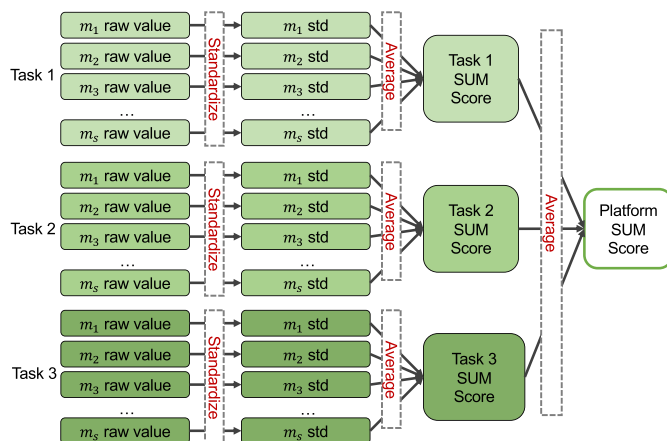 m₁ raw value m₁ std
m₂ raw value m₂ std
Task 1
m₃ raw value m₃ std
... ...
mₛ raw value mₛ std
Standardize
Average
Task 1
SUM
Score
m₁ raw value m₁ std
m₂ raw value m₂ std
Task 2
m₃ raw value m₃ std
... ...
mₛ raw value mₛ std
Standardize
Average
Task 2
SUM
Score
m₁ raw value m₁ std
m₂ raw value m₂ std
Task 3
m₃ raw value m₃ std
... ...
mₛ raw value mₛ std
Standardize
Average
Task 3
SUM
Score
Average
Platform
SUM
Score